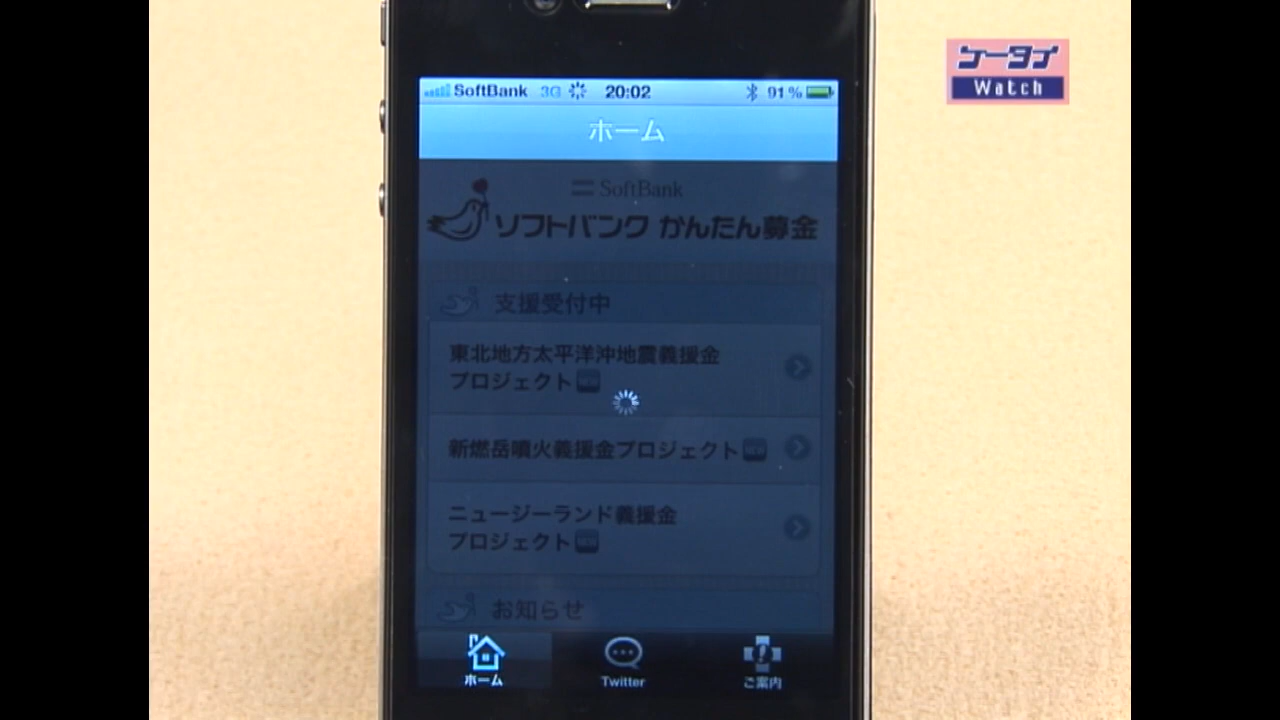 ケータイ
Watch
SoftBank 3G 20:02 91%
ホーム
SoftBank
ソフトバンク かんたん募金
支援受付中
東北地方太平洋沖地震義援金
プロジェクト NEW
新燃岳噴火義援金プロジェクト NEW
ニュージーランド義援金
プロジェクト NEW
お知らせ
ホーム Twitter ご案内